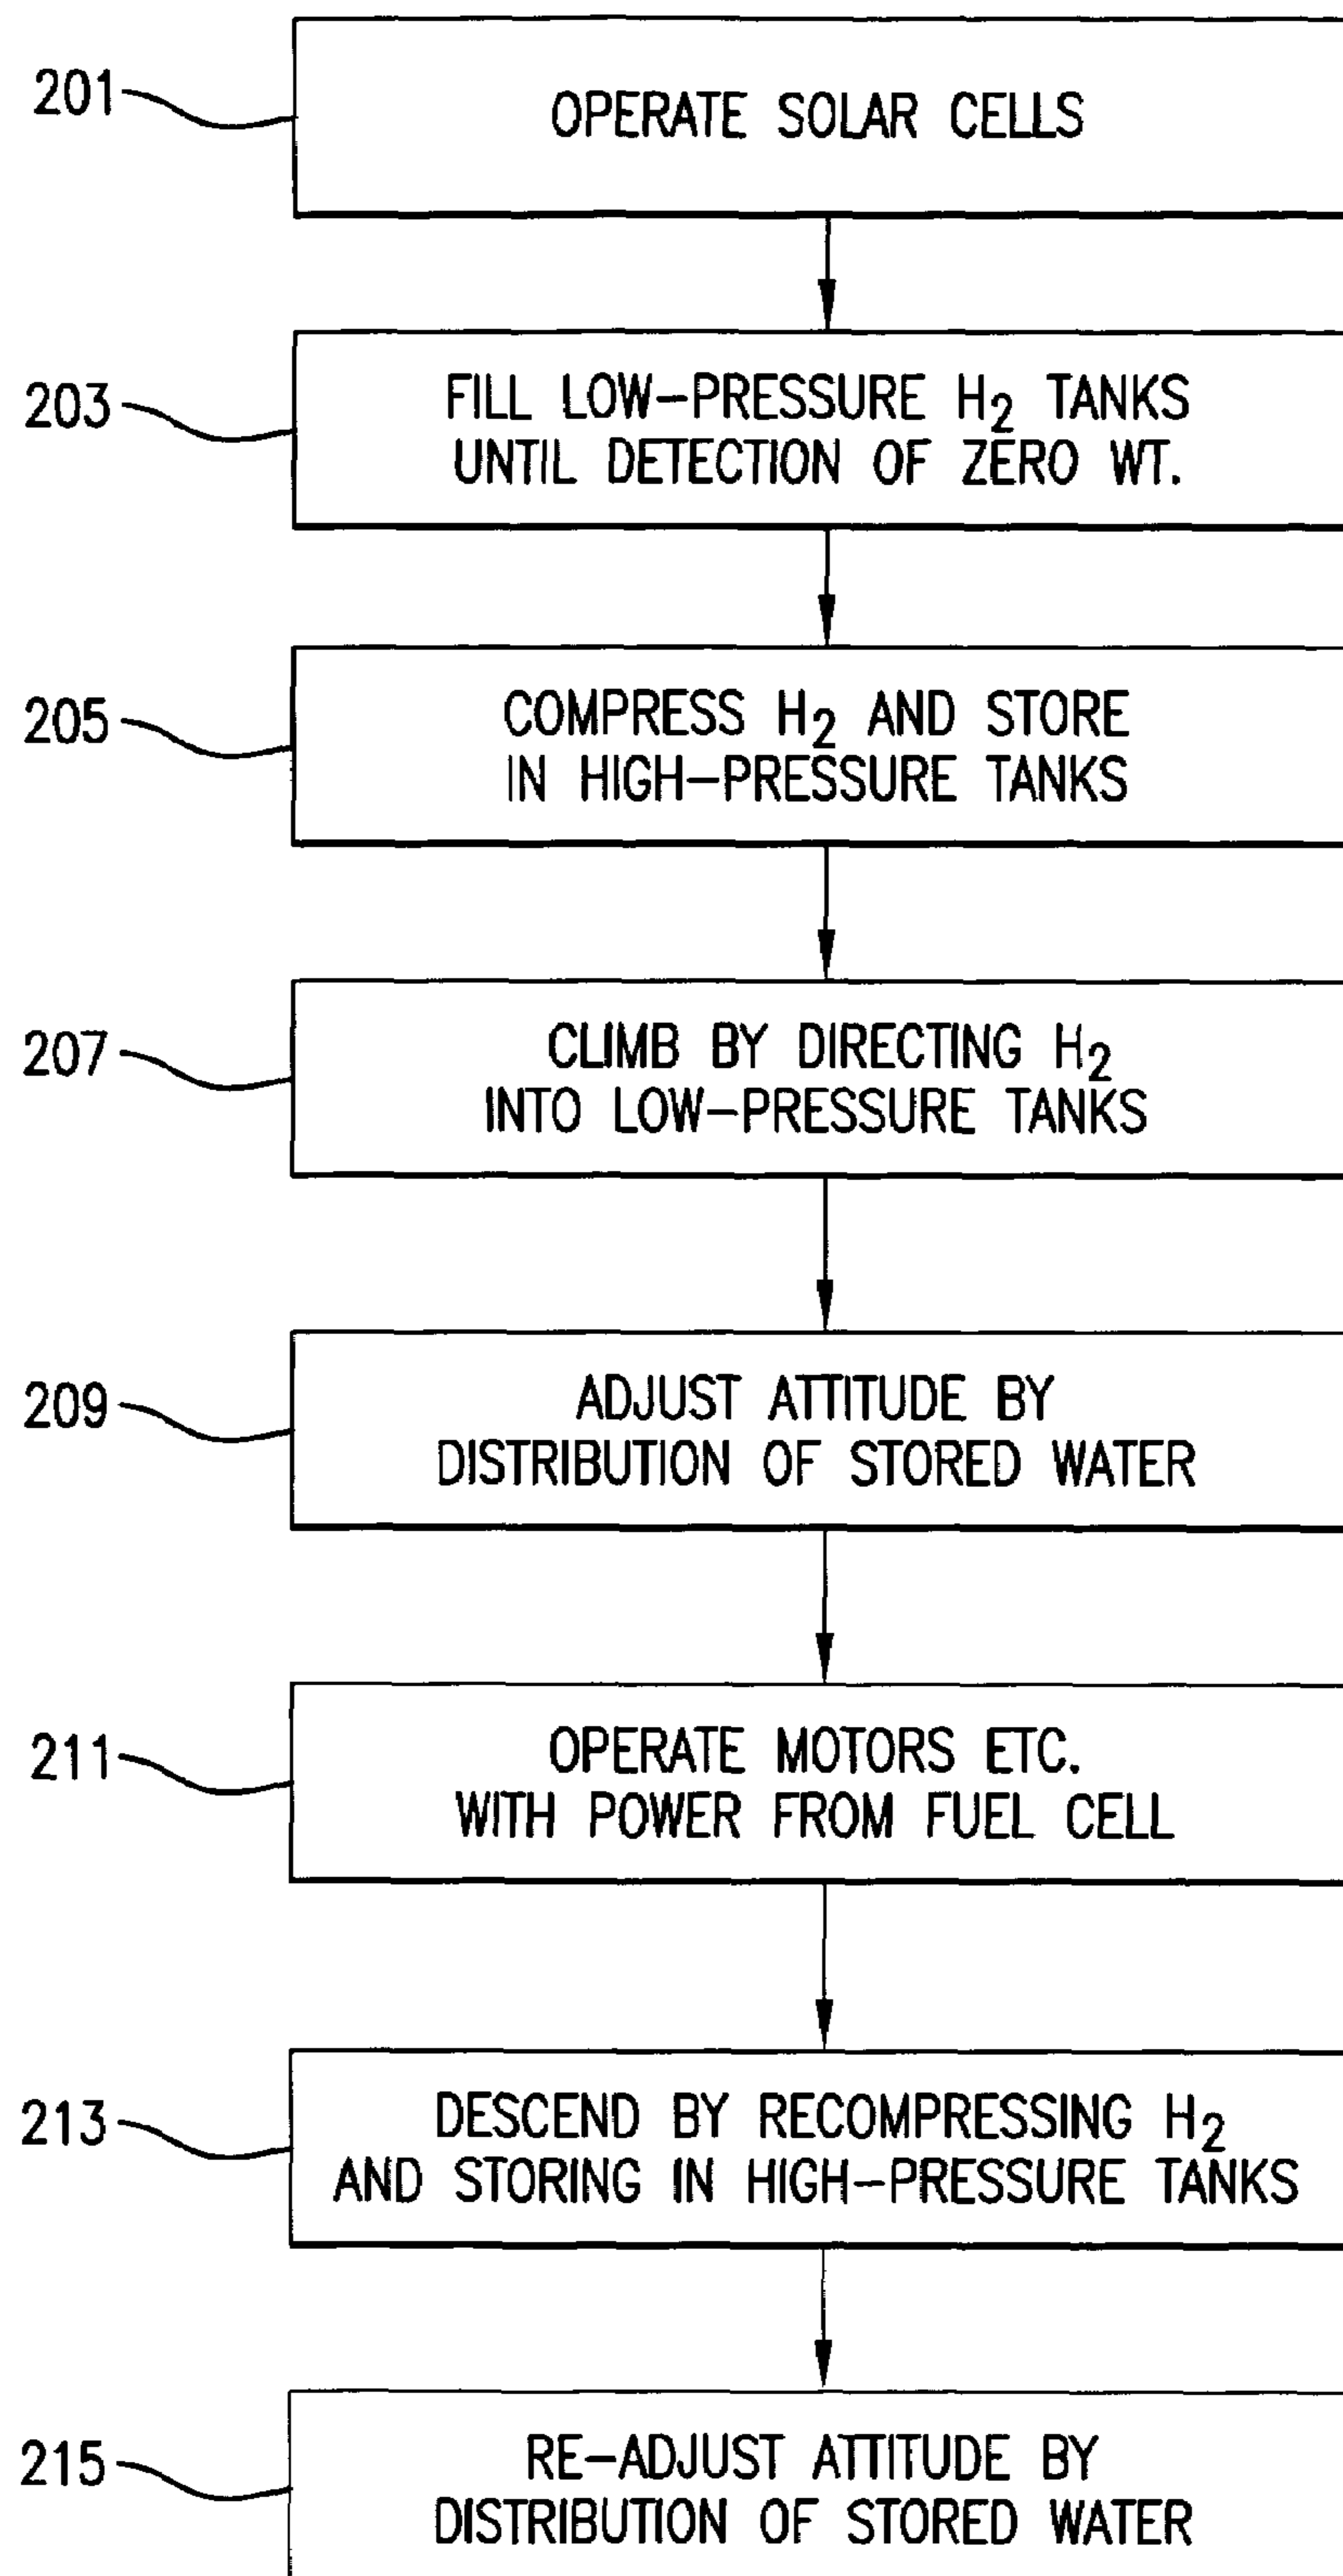 201
OPERATE SOLAR CELLS
203
FILL LOW-PRESSURE H₂ TANKS
UNTIL DETECTION OF ZERO WT.
205
COMPRESS H₂ AND STORE
IN HIGH-PRESSURE TANKS
207
CLIMB BY DIRECTING H₂
INTO LOW-PRESSURE TANKS
209
ADJUST ATTITUDE BY
DISTRIBUTION OF STORED WATER
211
OPERATE MOTORS ETC.
WITH POWER FROM FUEL CELL
213
DESCEND BY RECOMPRESSING H₂
AND STORING IN HIGH-PRESSURE TANKS
215
RE-ADJUST ATTITUDE BY
DISTRIBUTION OF STORED WATER